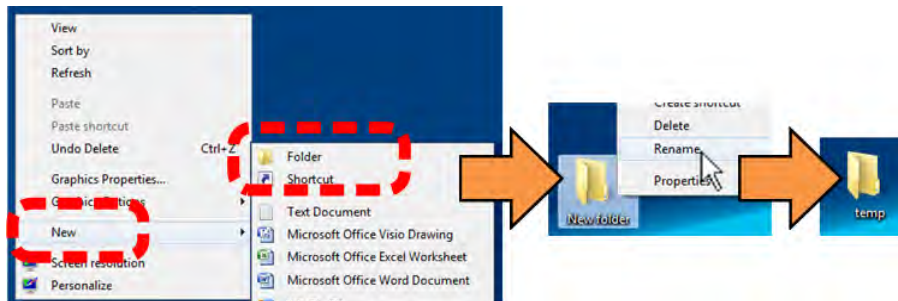 View
Sort by
Refresh
Paste
Paste shortcut
Undo Delete Ctrl+Z
Graphics Properties...
New
Screen resolution
Personalize
Folder
Shortcut
Text Document
Microsoft Office Visio Drawing
Microsoft Office Excel Worksheet
Microsoft Office Word Document
Create shortcut
Delete
Rename
Properties
New folder
temp